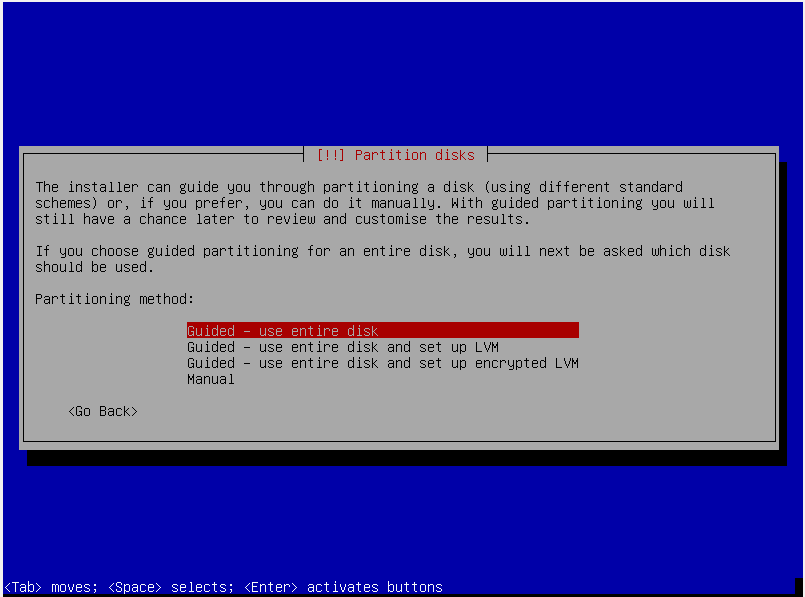 [!!] Partition disks
The installer can guide you through partitioning a disk (using different standard
schemes) or, if you prefer, you can do it manually. With guided partitioning you will
still have a chance later to review and customise the results.
If you choose guided partitioning for an entire disk, you will next be asked which disk
should be used.
Partitioning method:
Guided - use entire disk
Guided - use entire disk and set up LVM
Guided - use entire disk and set up encrypted LVM
Manual
<Go Back>
<Tab> moves; <Space> selects; <Enter> activates buttons